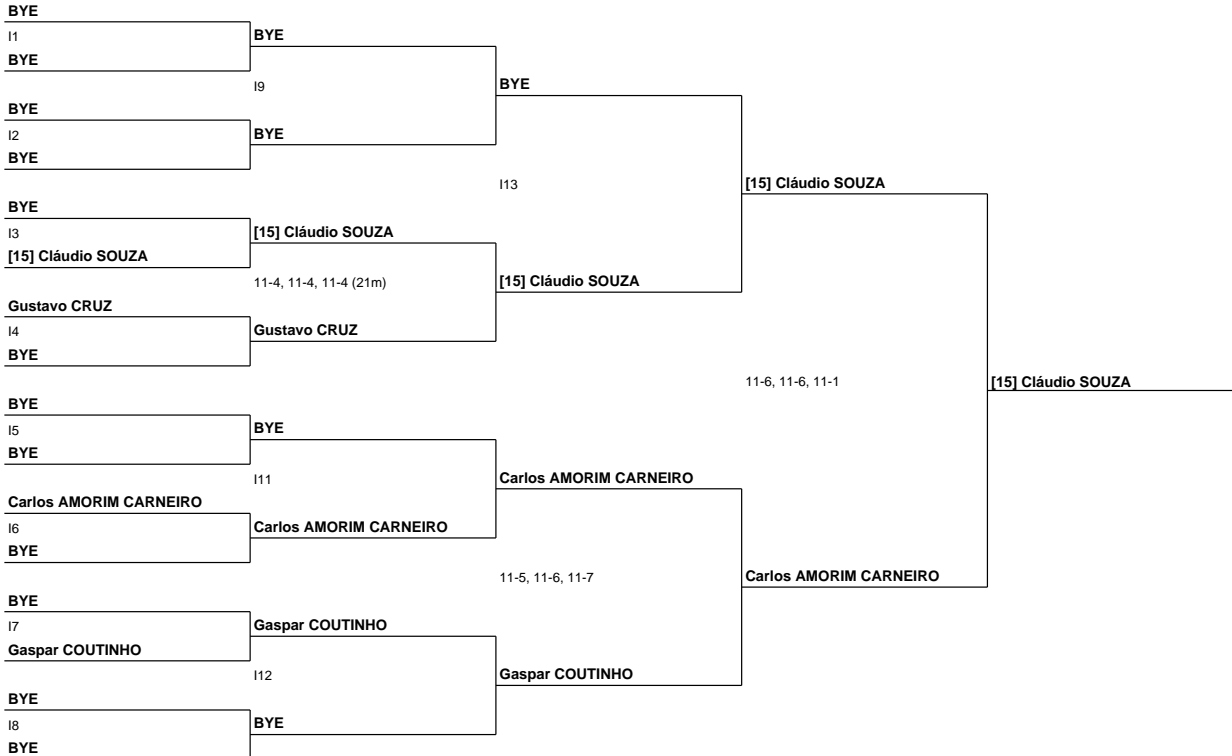 BYE
I1
BYE
BYE
I9
BYE
BYE
I2
BYE
BYE
I13
[15] Cláudio SOUZA
BYE
I3
[15] Cláudio SOUZA
[15] Cláudio SOUZA
11-4, 11-4, 11-4 (21m)
[15] Cláudio SOUZA
Gustavo CRUZ
I4
Gustavo CRUZ
BYE
11-6, 11-6, 11-1
[15] Cláudio SOUZA
BYE
I5
BYE
BYE
I11
Carlos AMORIM CARNEIRO
Carlos AMORIM CARNEIRO
I6
Carlos AMORIM CARNEIRO
BYE
11-5, 11-6, 11-7
Carlos AMORIM CARNEIRO
BYE
I7
Gaspar COUTINHO
Gaspar COUTINHO
I12
Gaspar COUTINHO
BYE
I8
BYE
BYE